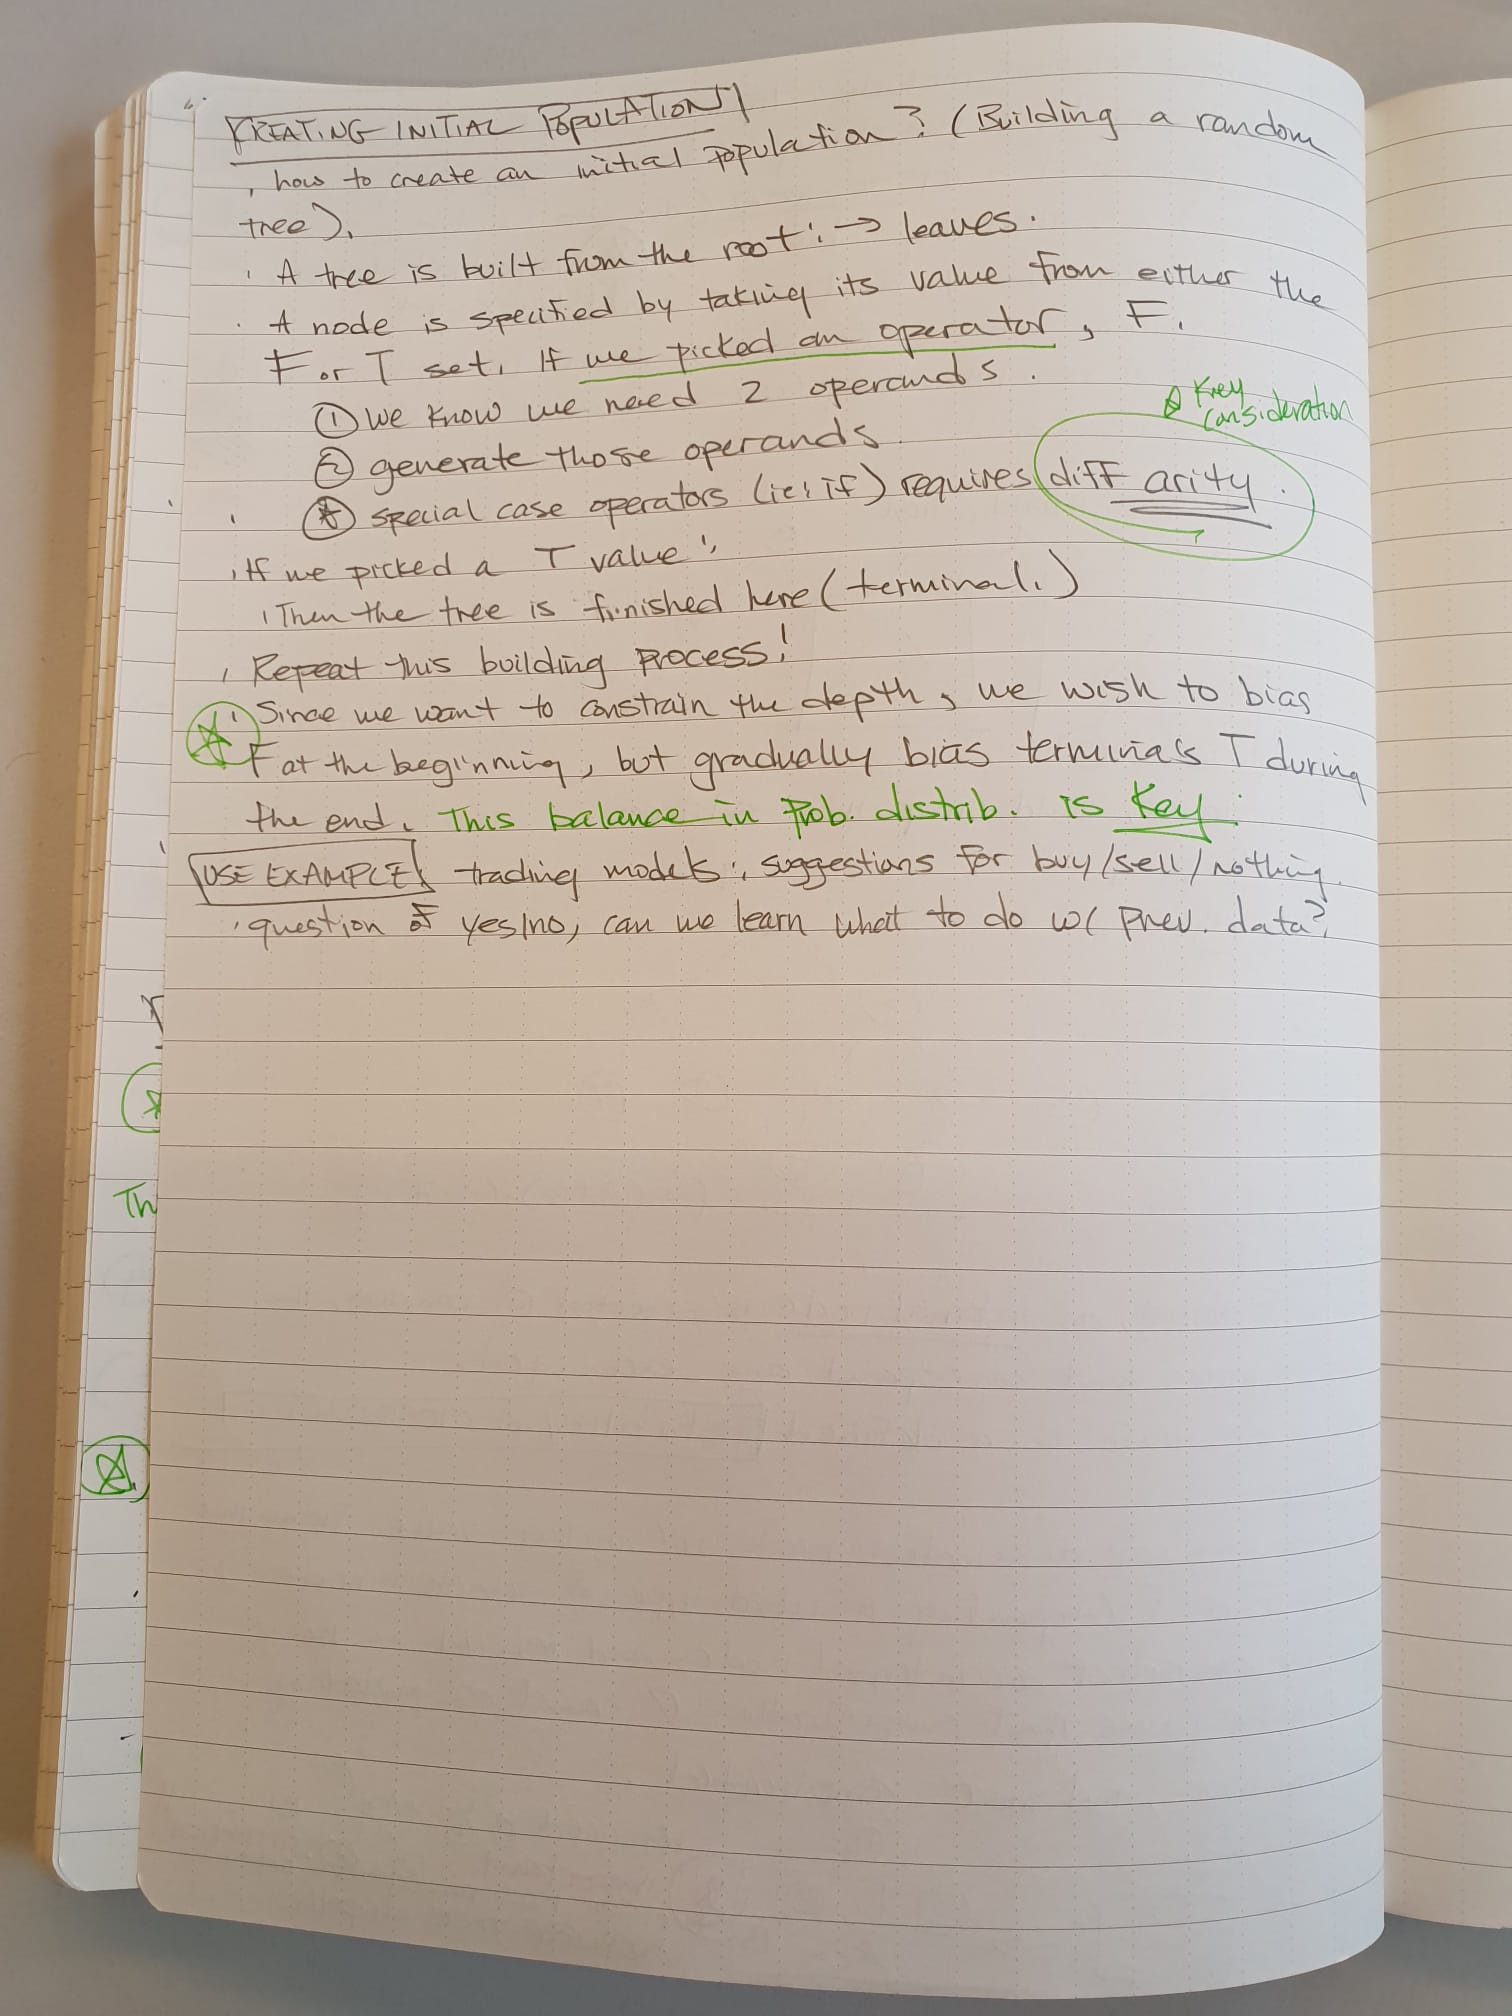 CREATING INITIAL POPULATION
, how to create an initial population? (Building a random
tree).
· A tree is built from the root: → leaves.
· A node is specified by taking its value from either the
F or T set. If we picked an operator, F.
① we know we need 2 operands.
Key
consideration
② generate those operands.
special case operators (ie: if) requires diff arity.
· If we picked a T value:
· Then the tree is finished here (terminal.)
· Repeat this building process!
· Since we want to constrain the depth, we wish to bias
F at the beginning, but gradually bias terminals T during
the end. This balance in prob. distrib. is key.
USE EXAMPLE trading models: suggestions for buy/sell/nothing.
· question of yes/no, can we learn what to do w/ prev. data?
Th